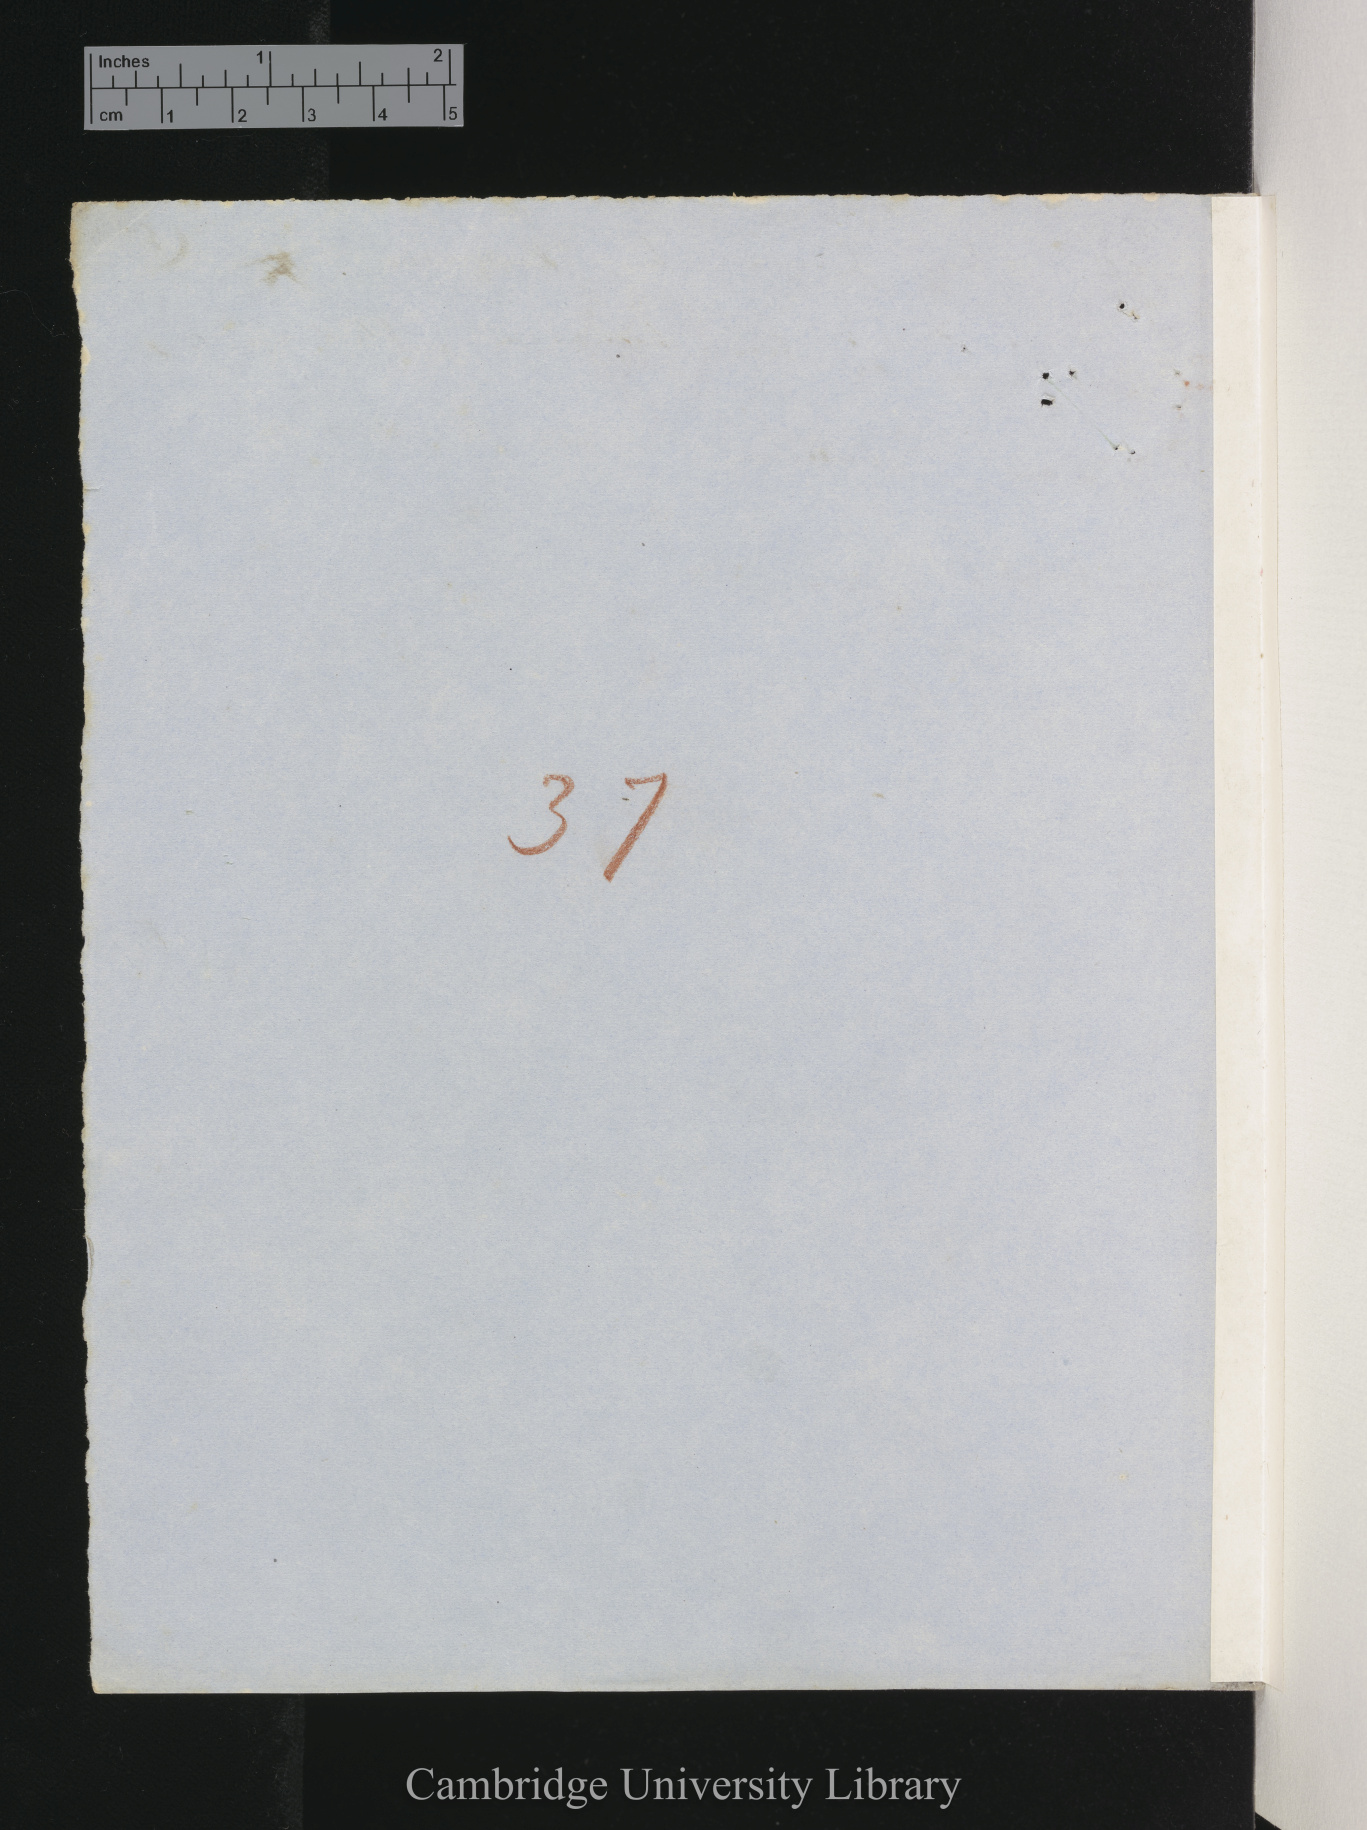 Inches 1 2
cm 1 2 3 4 5
37
Cambridge University Library